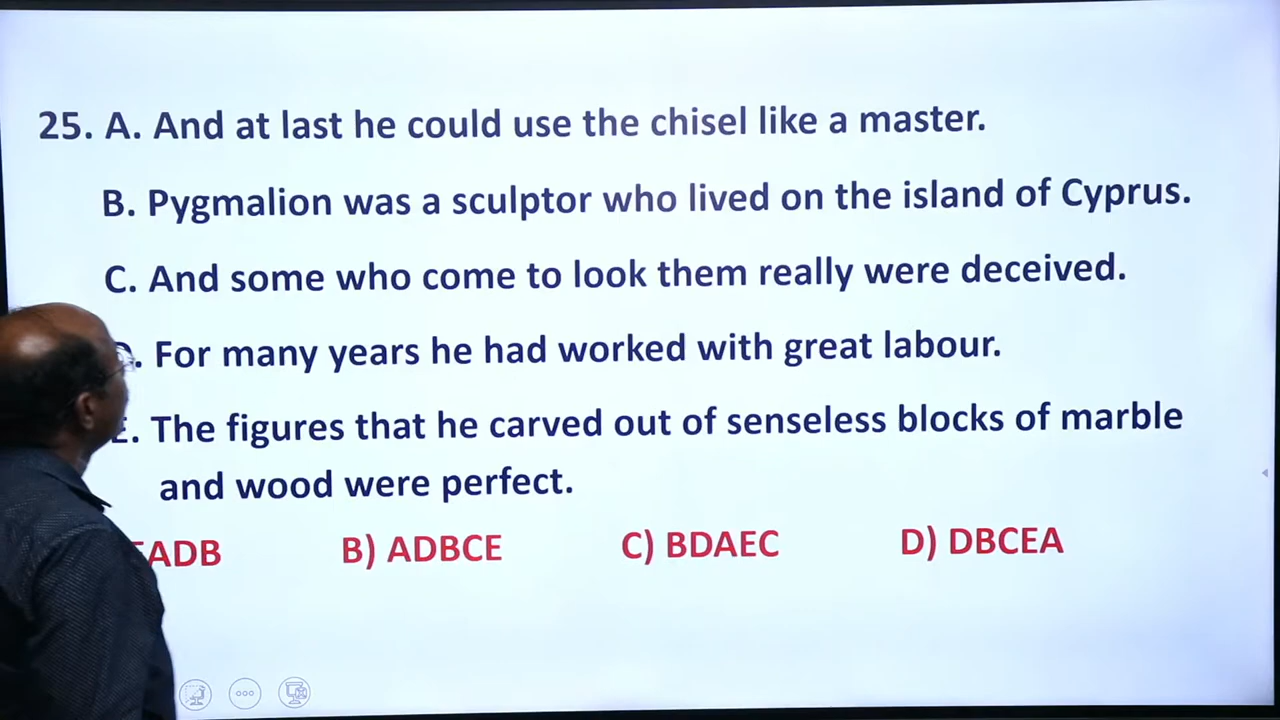 25. A. And at last he could use the chisel like a master.
B. Pygmalion was a sculptor who lived on the island of Cyprus.
C. And some who come to look them really were deceived.
. For many years he had worked with great labour.
E. The figures that he carved out of senseless blocks of marble
and wood were perfect.
ADB B) ADBCE C) BDAEC D) DBCEA